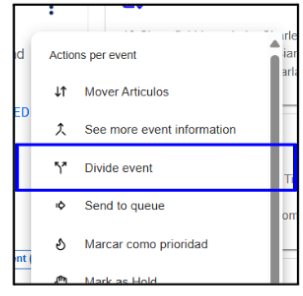 Actions per event
Mover Articulos
See more event information
ED
Divide event
Send to queue
Marcar como prioridad
Mark as Hold